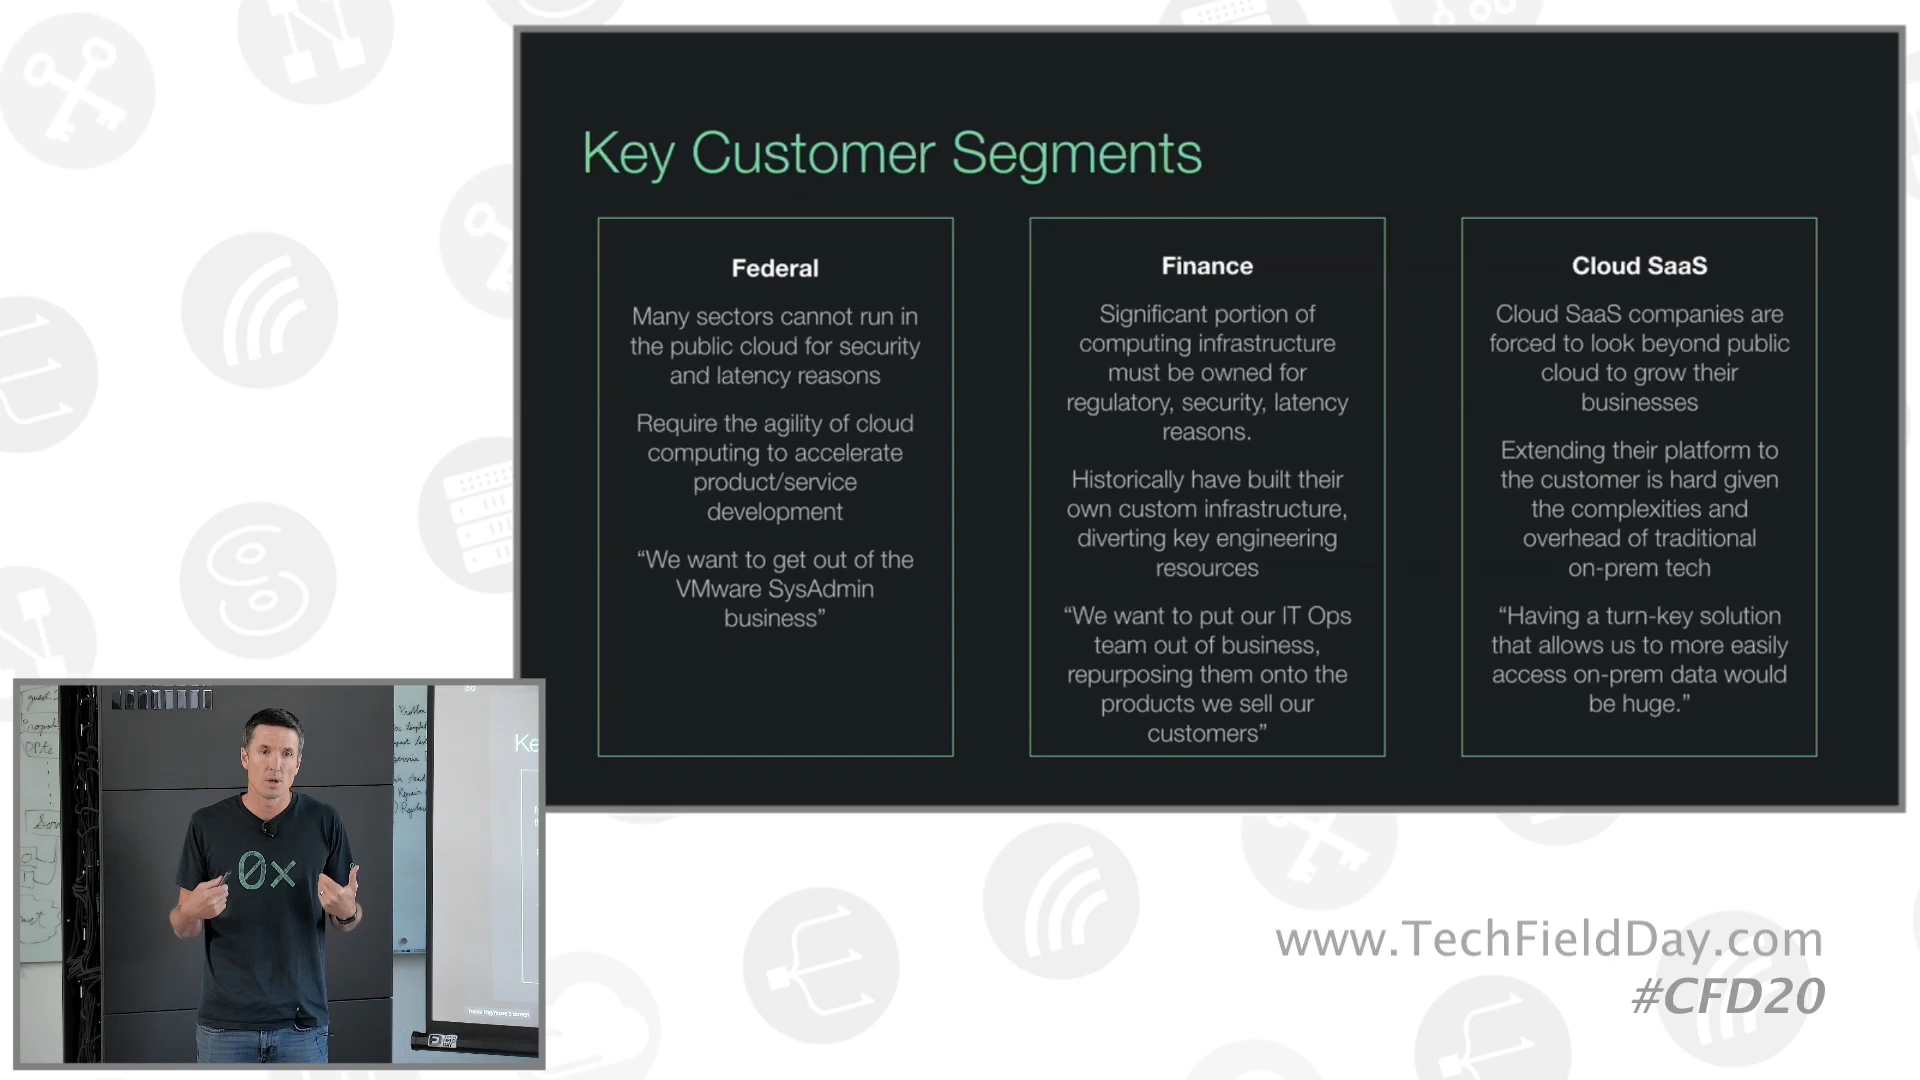 Key Customer Segments
Federal
Many sectors cannot run in
the public cloud for security
and latency reasons
Require the agility of cloud
computing to accelerate
product/service
development
“We want to get out of the
VMware SysAdmin
business”
Finance
Significant portion of
computing infrastructure
must be owned for
regulatory, security, latency
reasons.
Historically have built their
own custom infrastructure,
diverting key engineering
resources
“We want to put our IT Ops
team out of business,
repurposing them onto the
products we sell our
customers”
Cloud SaaS
Cloud SaaS companies are
forced to look beyond public
cloud to grow their
businesses
Extending their platform to
the customer is hard given
the complexities and
overhead of traditional
on-prem tech
“Having a turn-key solution
that allows us to more easily
access on-prem data would
be huge.”
0x
Ke
www.TechFieldDay.com
#CFD20